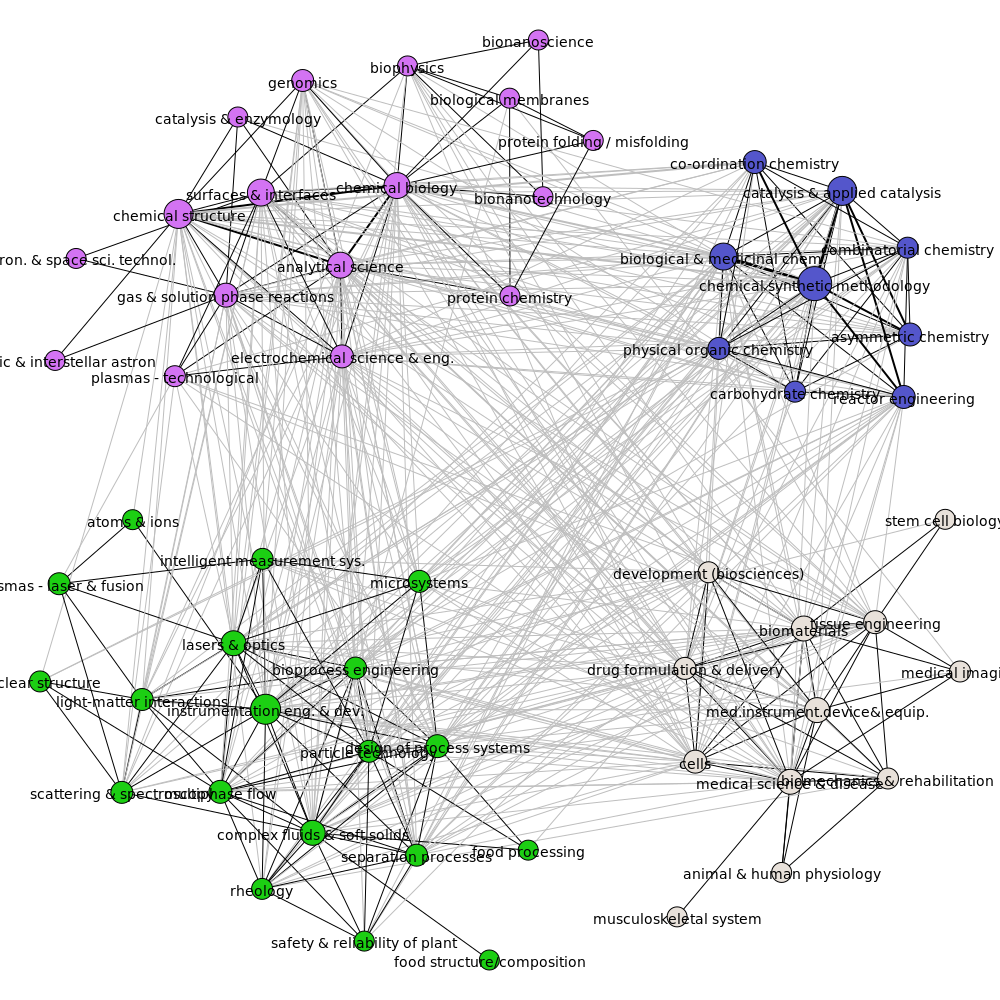 bionanoscience
biophysics
genomics
biological membranes
catalysis & enzymology
protein folding / misfolding
co-ordination chemistry
surfaces & interfaces
chemical biology
bionanotechnology
catalysis & applied catalysis
chemical structure
ron. & space sci. technol.
analytical science
biological & medicinal chem.
combinatorial chemistry
gas & solution phase reactions
protein chemistry
chemical synthetic methodology
electrochemical science & eng.
physical organic chemistry
asymmetric chemistry
ic & interstellar astron
plasmas - technological
carbohydrate chemistry
reactor engineering
atoms & ions
stem cell biology
intelligent measurement sys.
smas - laser & fusion
microsystems
development (biosciences)
lasers & optics
biomaterials
tissue engineering
bioprocess engineering
drug formulation & delivery
medical imagi
clear structure
light-matter interactions
instrumentation eng. & dev.
med.instrument.device& equip.
particle technology
design of process systems
cells
scattering & spectroscopy
multiphase flow
medical science & disease
biomechanics & rehabilitation
complex fluids & soft solids
separation processes
food processing
rheology
animal & human physiology
musculoskeletal system
safety & reliability of plant
food structure/composition